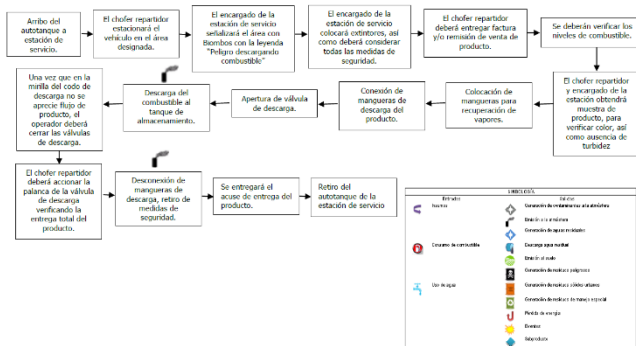 Arribo del
autotanque a
estación de
servicio.
El chofer repartidor
estacionará el
vehículo en el área
designada.
El encargado de la
estación de servicio
señalizará el área con
Biombos con la leyenda
"Peligro descargando
combustible"
El encargado de la
estación de servicio
colocará extintores, así
como deberá considerar
todas las medidas de
seguridad.
El chofer repartidor
deberá entregar factura
y/o remisión de venta de
producto.
Se deberán verificar los
niveles de combustible.
El chofer repartidor y
encargado de la
estación obtendrá
muestra de
producto, para
verificar color, así
como ausencia de
turbidez
Colocación de
mangueras para
recuperación de
vapores.
Conexión de
mangueras de
descarga del
producto.
Apertura de válvula
de descarga.
Descarga del
combustible al
tanque de
almacenamiento.
Una vez que en la
mirilla del codo de
descarga no se
aprecie flujo de
producto, el
operador deberá
cerrar las válvulas
de descarga.
El chofer repartidor
deberá accionar la
palanca de la válvula
de descarga
verificando la
entrega total del
producto.
Desconexión de
mangueras de
descarga, retiro de
medidas de
seguridad.
Se entregará el
acuse de entrega del
producto.
Retiro del
autotanque de la
estación de servicio
SIMBOLOGÍA
Entradas
Salidas
Insumos
Generación de contaminantes a la atmósfera
Emisión a la atmósfera
Generación de aguas residuales
Consumo de combustible
Descarga agua residual
Emisión al suelo
Generación de residuos peligrosos
Uso de agua
Generación de residuos sólidos urbanos
Generación de residuos de manejo especial
Pérdida de energía
Subproducto